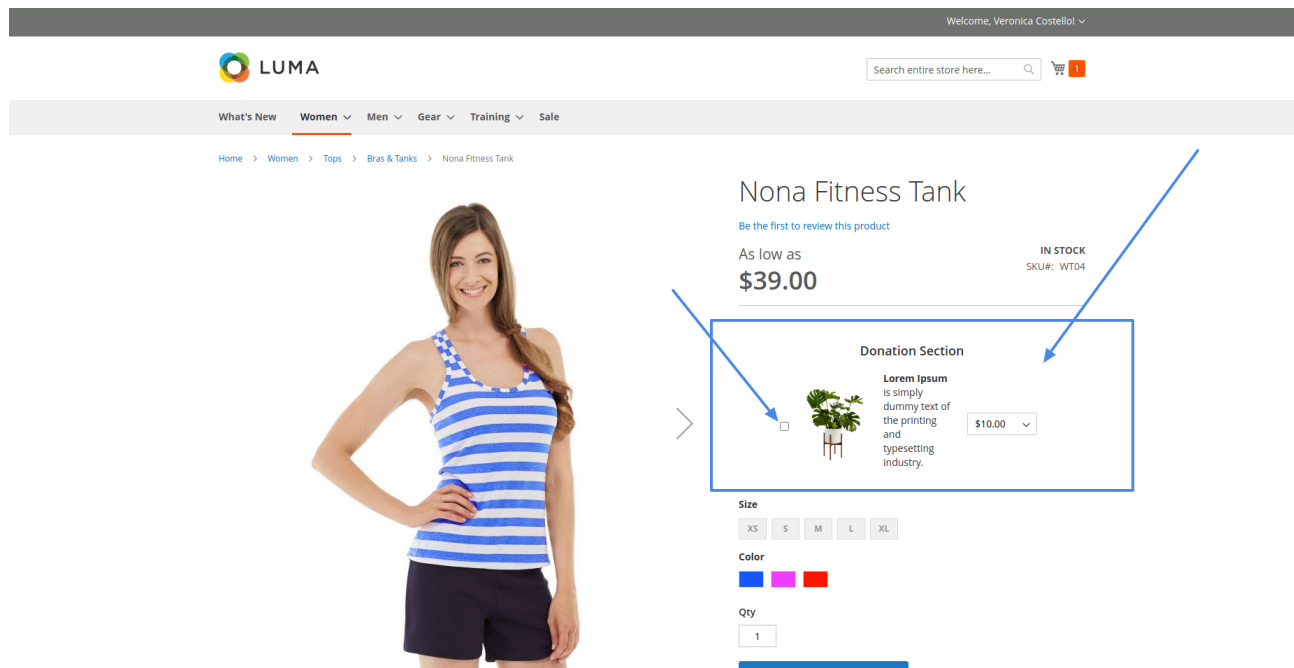 Welcome, Veronica Costello!
LUMA
Search entire store here...
1
What's New Women Men Gear Training Sale
Home > Women > Tops > Bras & Tanks > Nona Fitness Tank
Nona Fitness Tank
Be the first to review this product
As low as
$39.00
IN STOCK
SKU#: WT04
Donation Section
Lorem Ipsum
is simply
dummy text of
the printing
and
typesetting
industry.
$10.00
Size
XS S M L XL
Color
Qty
1